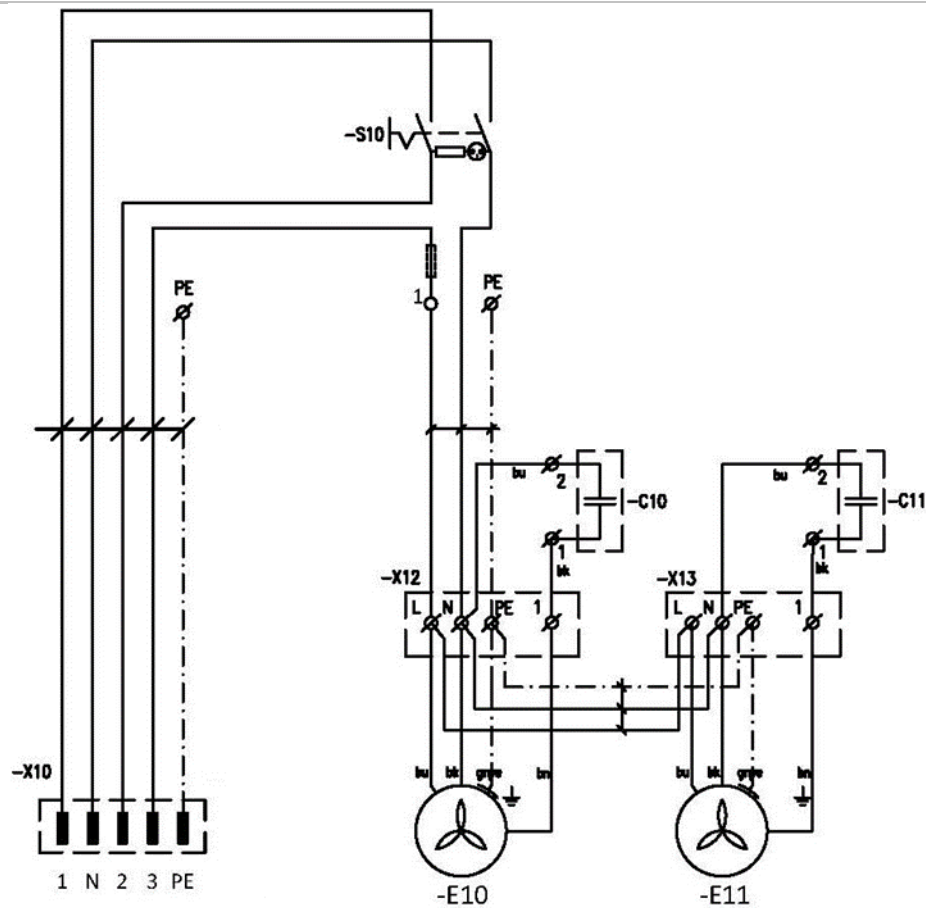 -S10
PE
1
PE
bu
2
-C10
1
bk
bu
2
-C11
1
bk
-X12
L N PE 1
-X13
L N PE 1
-X10
bu bk gnye bn
bu bk gnye bn
1 N 2 3 PE
-E10
-E11